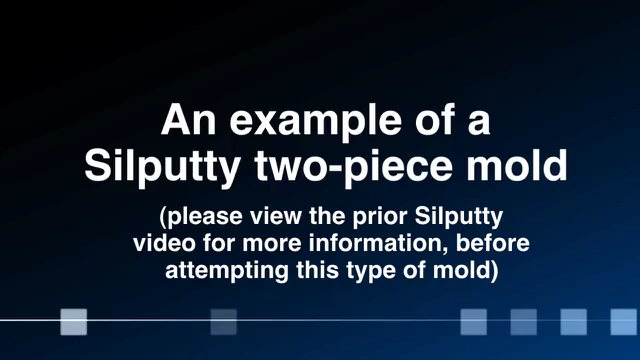 An example of a
Silputty two-piece mold
(please view the prior Silputty
video for more information, before
attempting this type of mold)